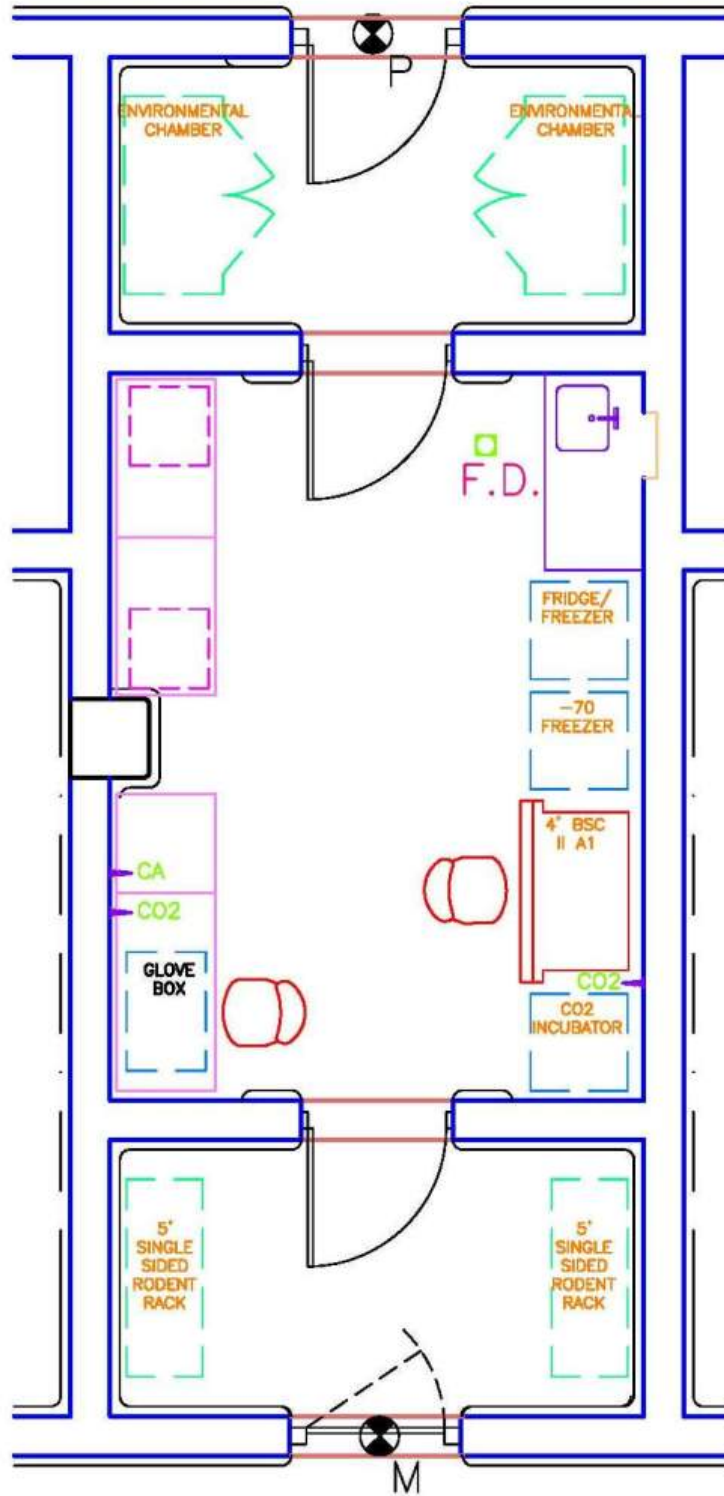 P
ENVIRONMENTAL
CHAMBER
ENVIRONMENTAL
CHAMBER
F.D.
FRIDGE/
FREEZER
-70
FREEZER
4' BSC
II A1
CA
CO2
GLOVE
BOX
CO2
CO2
INCUBATOR
5'
SINGLE
SIDED
RODENT
RACK
5'
SINGLE
SIDED
RODENT
RACK
M